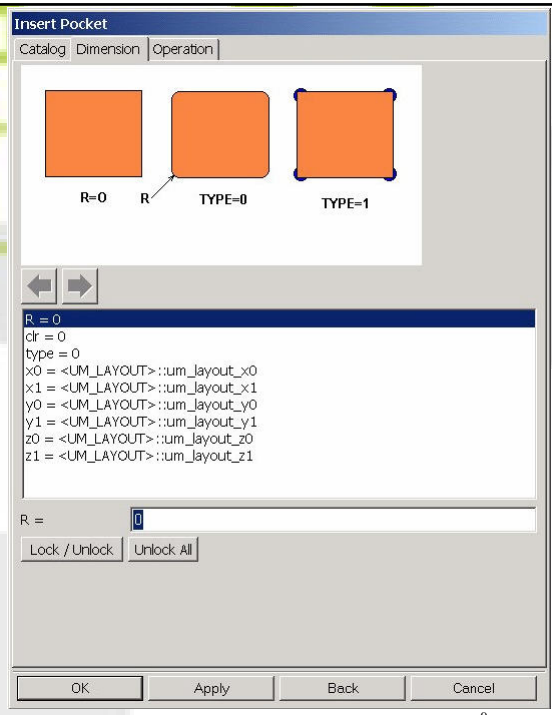 Insert Pocket
Catalog Dimension Operation
R=0 R TYPE=0 TYPE=1
R = 0
clr = 0
type = 0
x0 = <UM_LAYOUT>::um_layout_x0
x1 = <UM_LAYOUT>::um_layout_x1
y0 = <UM_LAYOUT>::um_layout_y0
y1 = <UM_LAYOUT>::um_layout_y1
z0 = <UM_LAYOUT>::um_layout_z0
z1 = <UM_LAYOUT>::um_layout_z1
R = 0
Lock / Unlock Unlock All
OK Apply Back Cancel